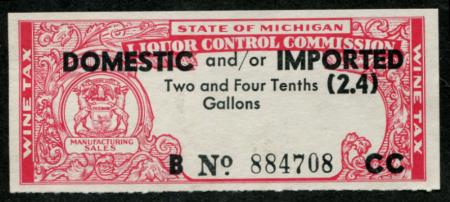 STATE OF MICHIGAN
LIQUOR CONTROL COMMISSION
DOMESTIC and/or IMPORTED
Two and Four Tenths (2.4)
Gallons
WINE TAX
WINE TAX
MANUFACTURING
SALES
B No. 884708 CC